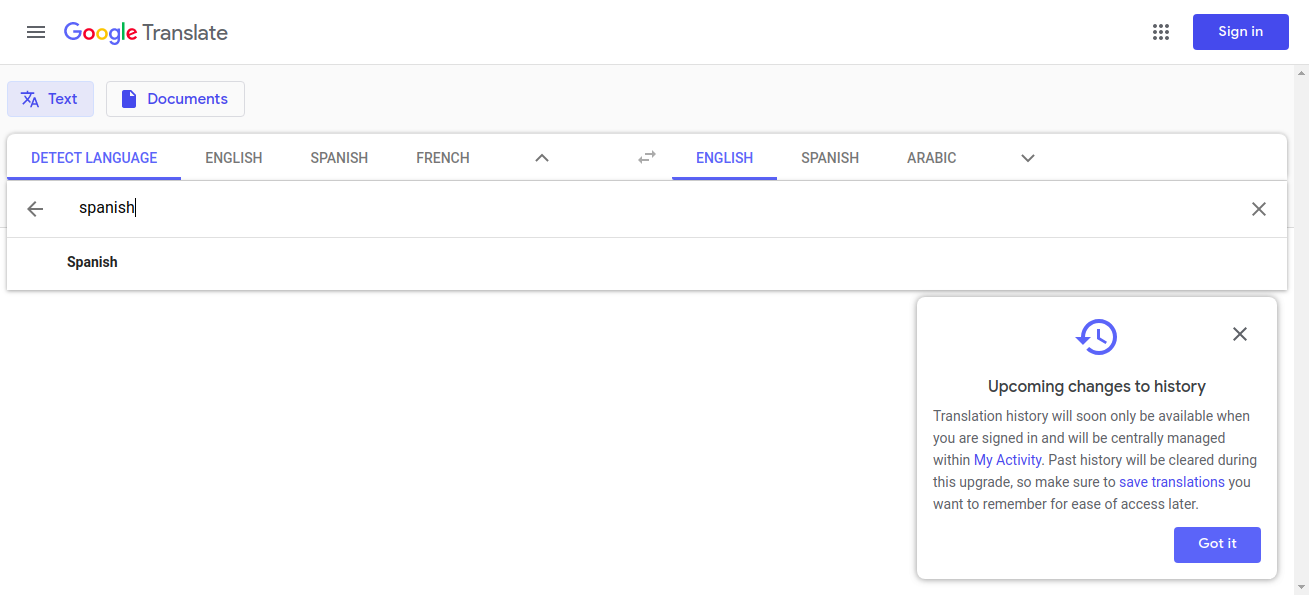 Google Translate
Sign in
Text
Documents
DETECT LANGUAGE ENGLISH SPANISH FRENCH ENGLISH SPANISH ARABIC
spanish
Spanish
Upcoming changes to history
Translation history will soon only be available when
you are signed in and will be centrally managed
within My Activity. Past history will be cleared during
this upgrade, so make sure to save translations you
want to remember for ease of access later.
Got it